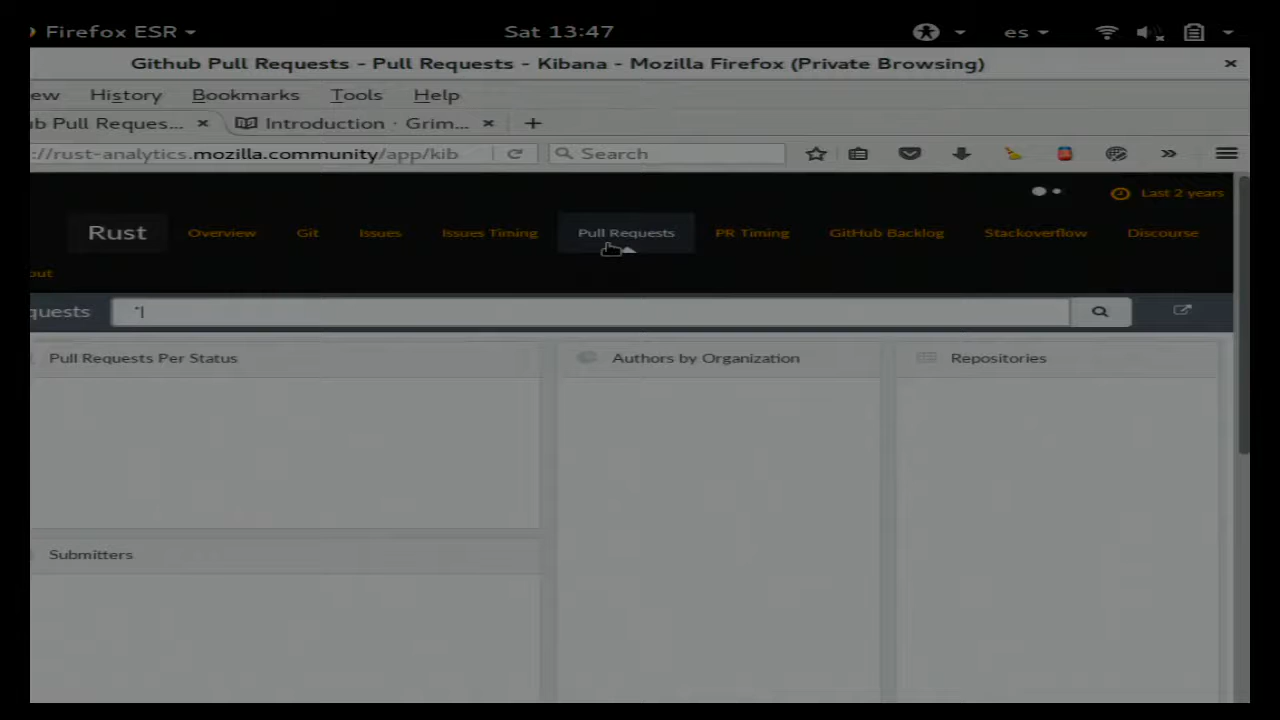 Firefox ESR Sat 13:47 es
Github Pull Requests - Pull Requests - Kibana - Mozilla Firefox (Private Browsing)
ew History Bookmarks Tools Help
b Pull Reques... Introduction · Grim...
://rust-analytics.mozilla.community/app/kib Search
Last 2 years
Rust Overview Git Issues Issues Timing Pull Requests PR Timing GitHub Backlog Stackoverflow Discourse
out
quests *
Pull Requests Per Status Authors by Organization Repositories
Submitters